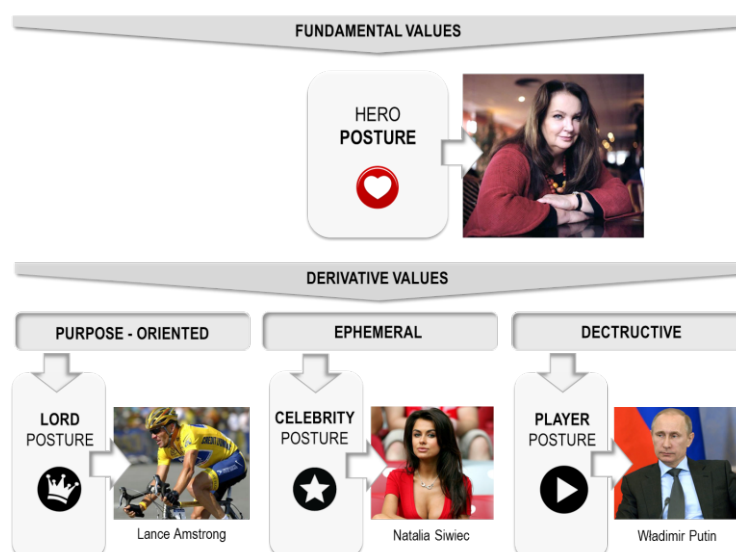 FUNDAMENTAL VALUES
HERO
POSTURE
DERIVATIVE VALUES
PURPOSE - ORIENTED
EPHEMERAL
DECTRUCTIVE
LORD
POSTURE
CELEBRITY
POSTURE
PLAYER
POSTURE
Lance Amstrong
Natalia Siwiec
Władimir Putin